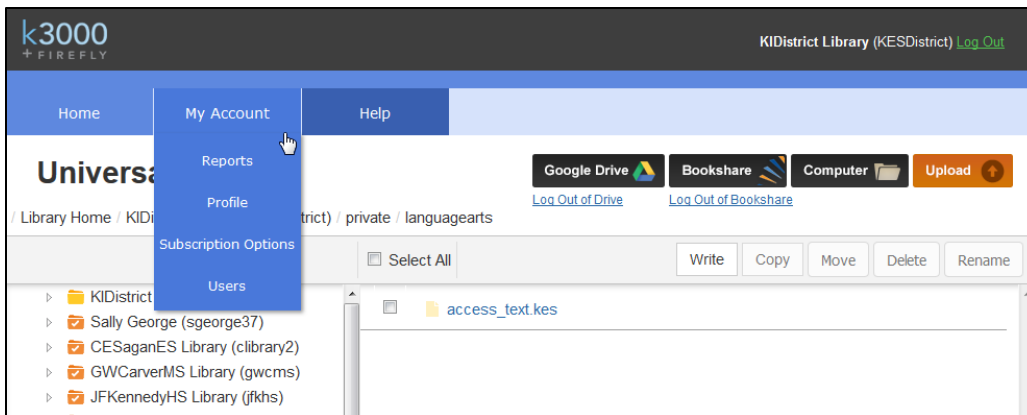 k3000
+ FIREFLY
KIDistrict Library (KESDistrict) Log Out
Home
My Account
Help
Reports
Profile
Subscription Options
Users
Univers
Google Drive
Bookshare
Computer
Upload
Log Out of Drive
Log Out of Bookshare
/ Library Home / KIDi
trict) / private / languagearts
Select All
Write
Copy
Move
Delete
Rename
KIDistrict
Sally George (sgeorge37)
CESaganES Library (clibrary2)
GWCarverMS Library (gwcms)
JFKennedyHS Library (jfkhs)
access_text.kes